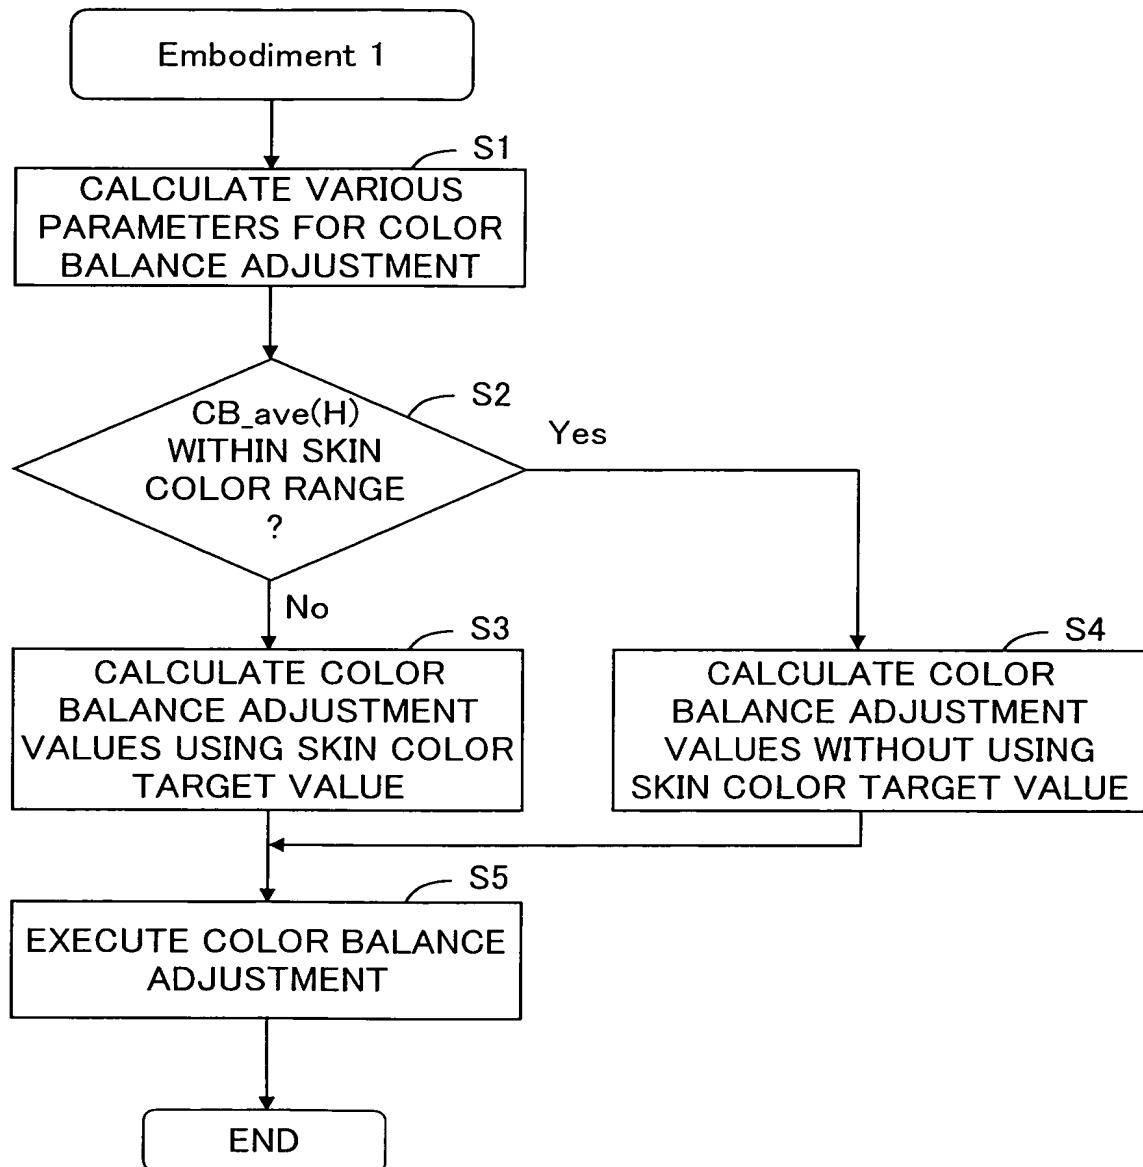 Embodiment 1
S1
CALCULATE VARIOUS
PARAMETERS FOR COLOR
BALANCE ADJUSTMENT
S2
CB_ave(H)
WITHIN SKIN
COLOR RANGE
?
Yes
No
S3
CALCULATE COLOR
BALANCE ADJUSTMENT
VALUES USING SKIN COLOR
TARGET VALUE
S4
CALCULATE COLOR
BALANCE ADJUSTMENT
VALUES WITHOUT USING
SKIN COLOR TARGET VALUE
S5
EXECUTE COLOR BALANCE
ADJUSTMENT
END